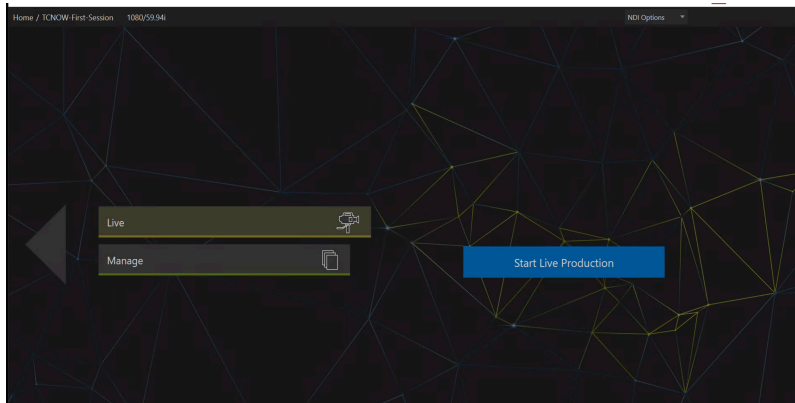 Home / TCNOW-First-Session 1080/59.94i NDI Options
Live
Manage
Start Live Production